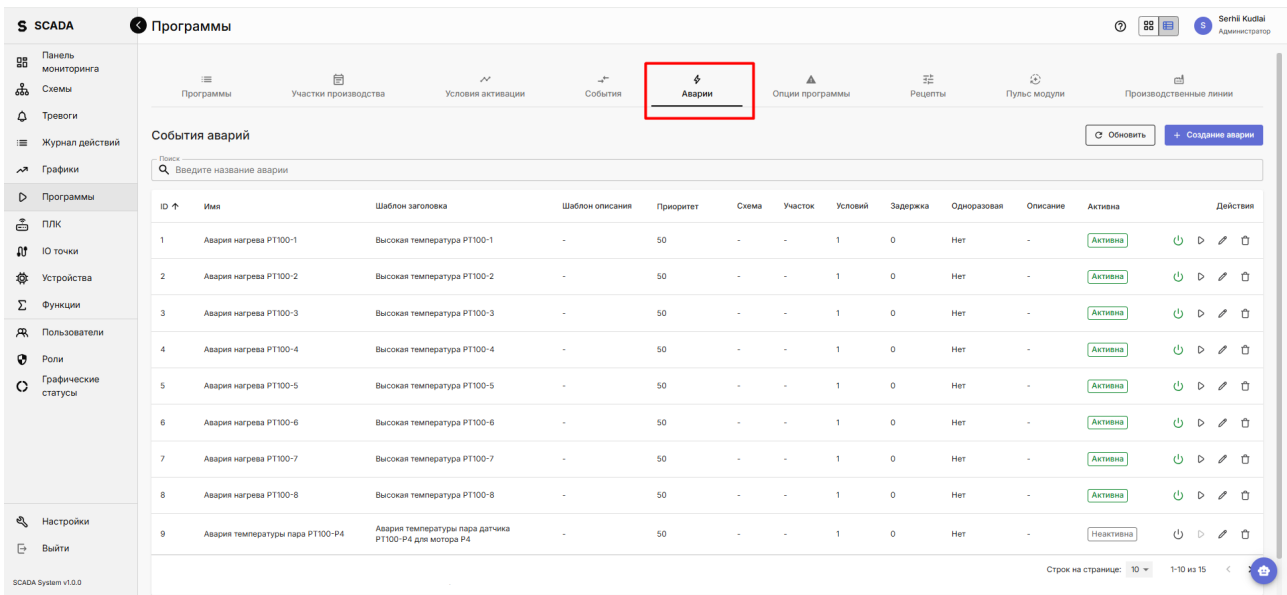 S SCADA
Программы
Serhii Kudlai
S
Администратор
Панель
мониторинга
Схемы
Тревоги
Журнал действий
Графики
Программы
ПЛК
IO точки
Устройства
Функции
Пользователи
Роли
Графические
статусы
Настройки
Выйти
SCADA System v1.0.0
Программы Участки производства Условия активации События Аварии Опции программы Рецепты Пульс модули Производственные линии
События аварий
Обновить
+ Создание аварии
Поиск
Введите название аварии
ID Имя Шаблон заголовка Шаблон описания Приоритет Схема Участок Условий Задержка Одноразовая Описание Активна Действия
1 Авария нагрева PT100-1 Высокая температура PT100-1 - 50 - - 1 0 Нет - Активна
2 Авария нагрева PT100-2 Высокая температура PT100-2 - 50 - - 1 0 Нет - Активна
3 Авария нагрева PT100-3 Высокая температура PT100-3 - 50 - - 1 0 Нет - Активна
4 Авария нагрева PT100-4 Высокая температура PT100-4 - 50 - - 1 0 Нет - Активна
5 Авария нагрева PT100-5 Высокая температура PT100-5 - 50 - - 1 0 Нет - Активна
6 Авария нагрева PT100-6 Высокая температура PT100-6 - 50 - - 1 0 Нет - Активна
7 Авария нагрева PT100-7 Высокая температура PT100-7 - 50 - - 1 0 Нет - Активна
8 Авария нагрева PT100-8 Высокая температура PT100-8 - 50 - - 1 0 Нет - Активна
9 Авария температуры пара PT100-P4 Авария температуры пара датчика
PT100-P4 для мотора P4 - 50 - - 1 0 Нет - Неактивна
Строк на странице: 10 1-10 из 15